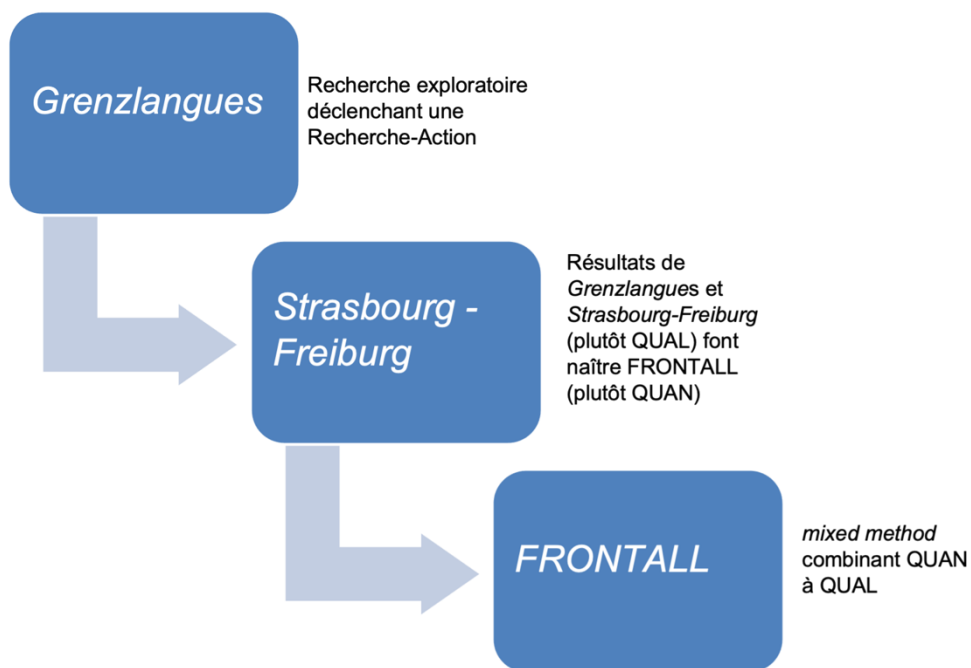 Grenzlangues
Recherche exploratoire
déclenchant une
Recherche-Action
Strasbourg -
Freiburg
Résultats de
Grenzlangues et
Strasbourg-Freiburg
(plutôt QUAL) font
naître FRONTALL
(plutôt QUAN)
FRONTALL
mixed method
combinant QUAN
à QUAL